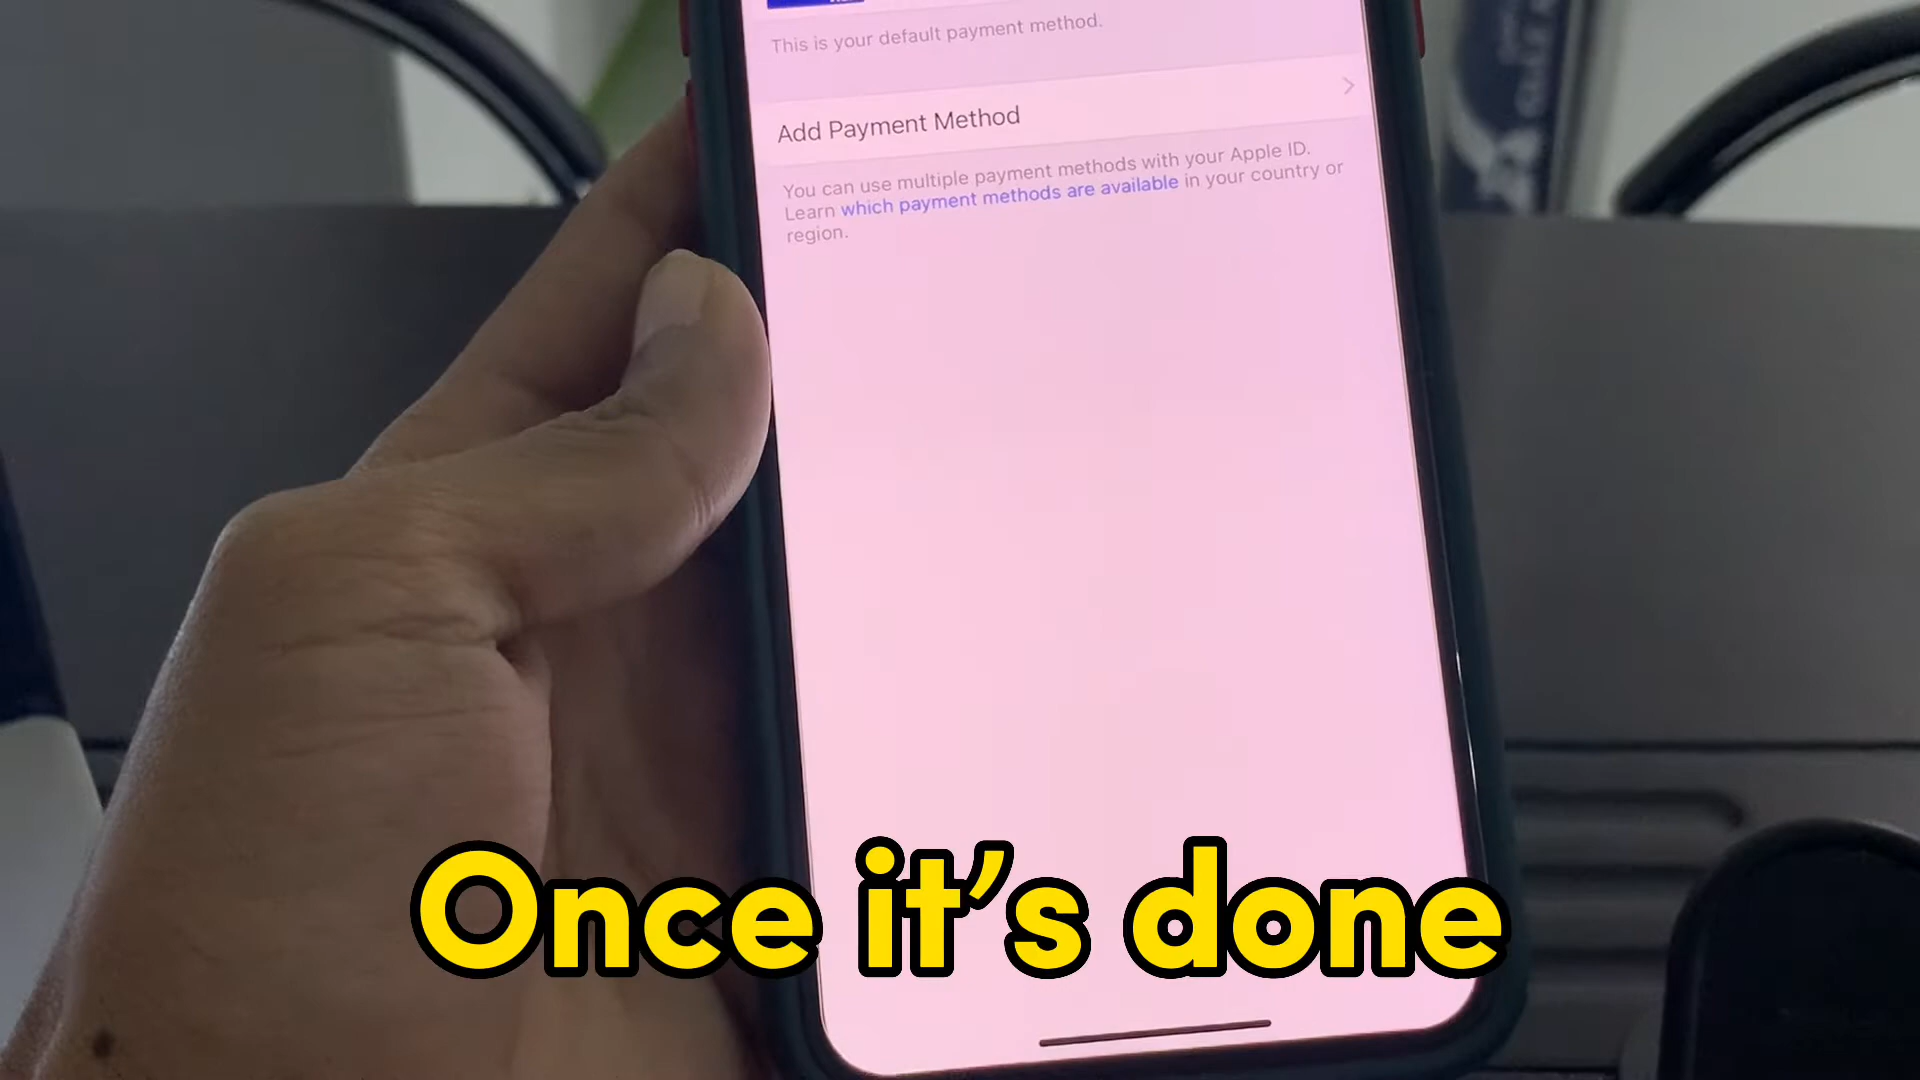 This is your default payment method.
Add Payment Method
You can use multiple payment methods with your Apple ID.
Learn which payment methods are available in your country or
region.
Once it's done